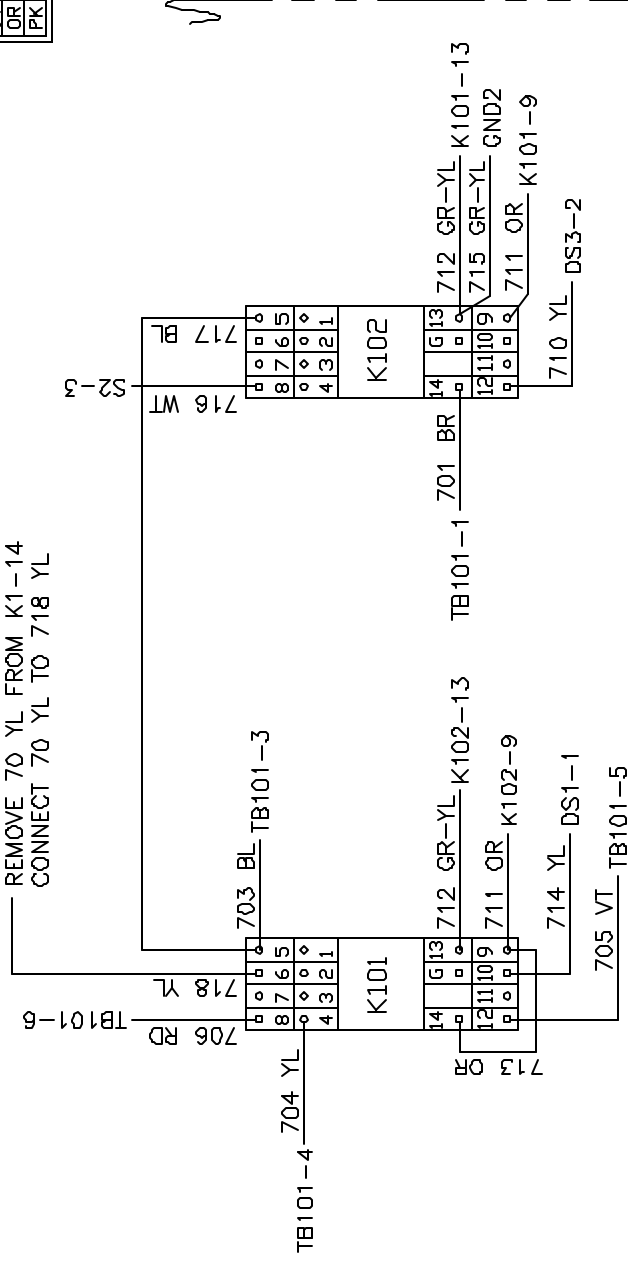 OR
PK
REMOVE 70 YL FROM K1-14
CONNECT 70 YL TO 718 YL
S2-3
716 WT
717 BL
8 7 6 5
4 3 2 1
K102
14 G 13
12 11 10 9
701 BR
TB101-1
712 GR-YL K101-13
715 GR-YL GND2
711 OR K101-9
710 YL DS3-2
TB101-6
706 RD
718 YL
703 BL TB101-3
8 7 6 5
4 3 2 1
K101
14 G 13
12 11 10 9
704 YL
TB101-4
712 GR-YL K102-13
711 OR K102-9
713 OR
714 YL DS1-1
705 VT TB101-5